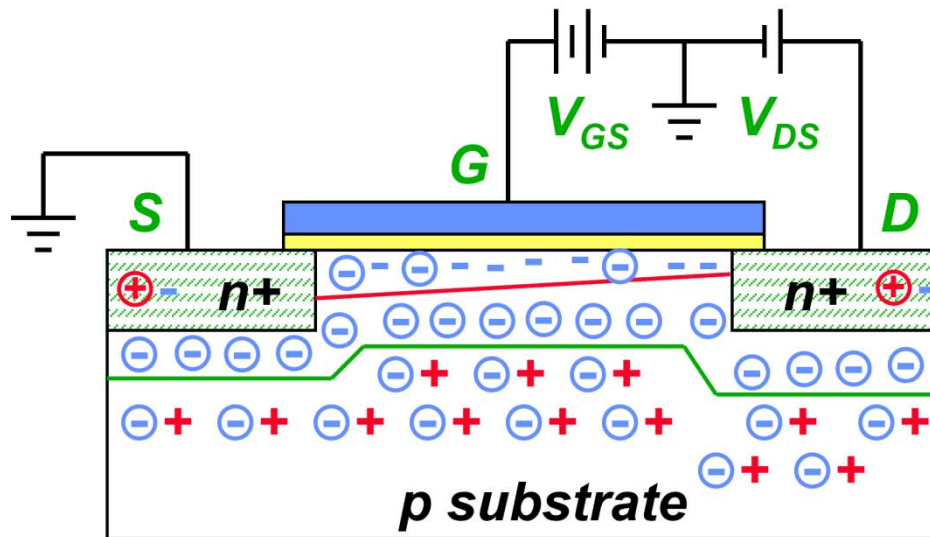 V_GS V_DS
G
S D
n+ n+
p substrate